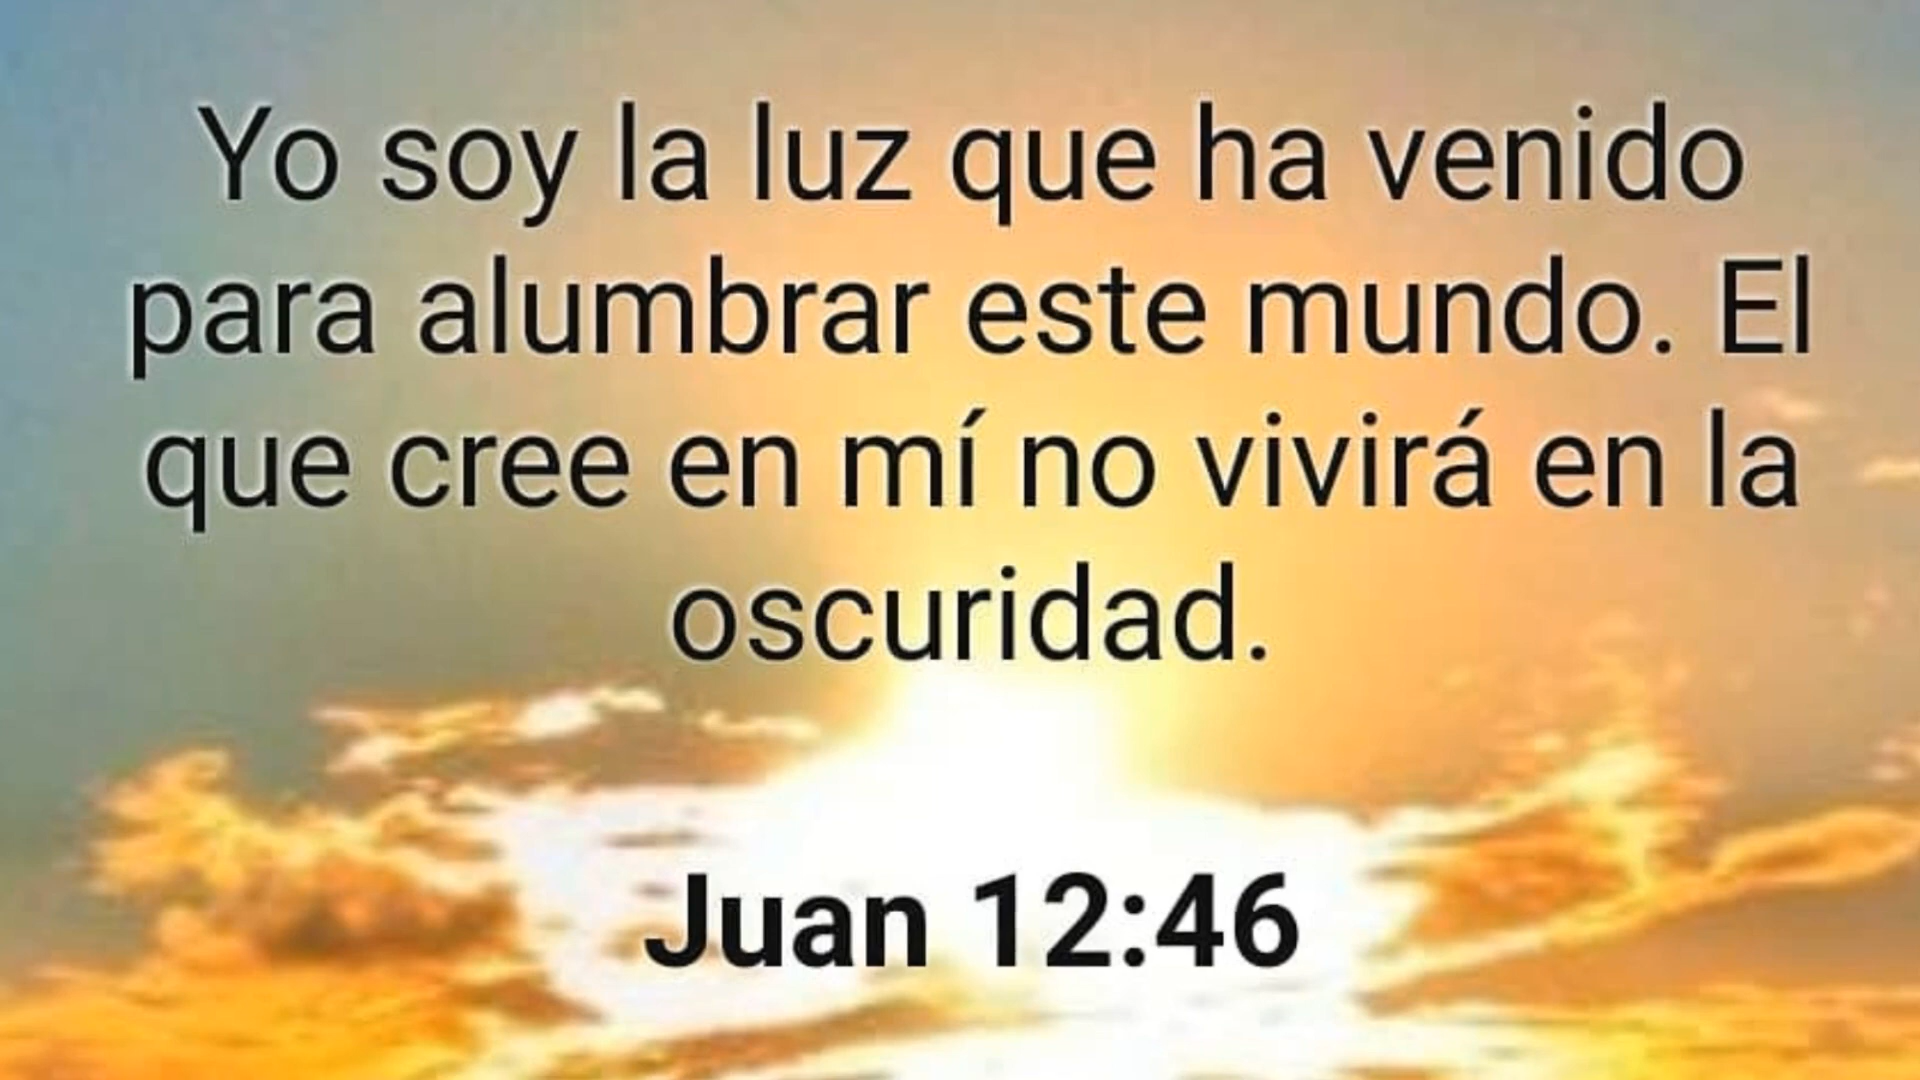 Yo soy la luz que ha venido
para alumbrar este mundo. El
que cree en mí no vivirá en la
oscuridad.
Juan 12:46